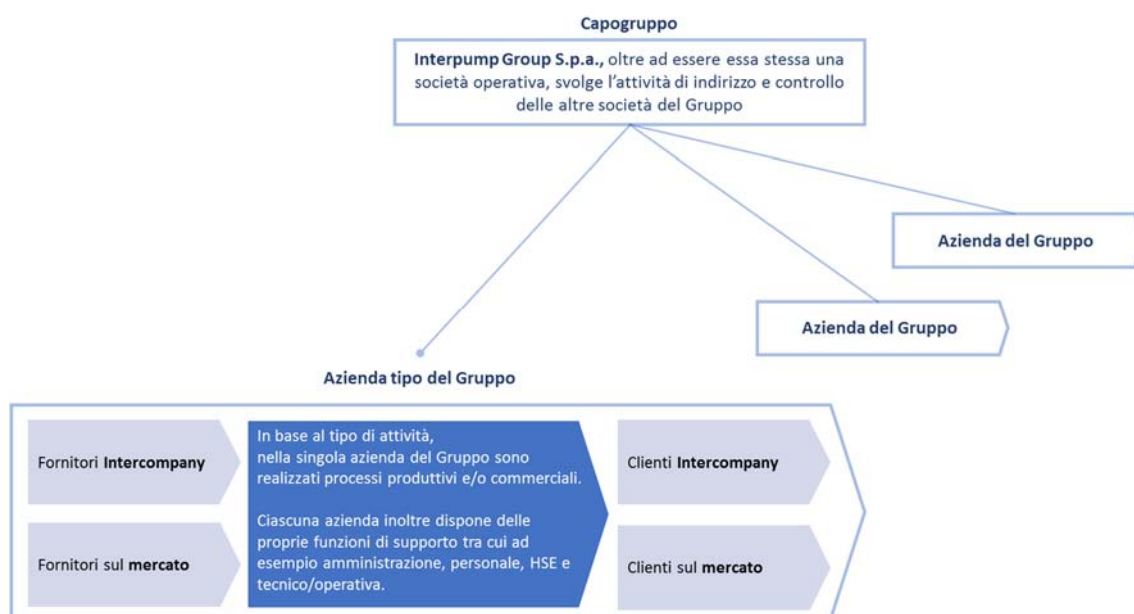 Capogruppo
Interpump Group S.p.a., oltre ad essere essa stessa una
società operativa, svolge l'attività di indirizzo e controllo
delle altre società del Gruppo
Azienda del Gruppo
Azienda del Gruppo
Azienda tipo del Gruppo
Fornitori Intercompany
Fornitori sul mercato
In base al tipo di attività,
nella singola azienda del Gruppo sono
realizzati processi produttivi e/o commerciali.
Ciascuna azienda inoltre dispone delle
proprie funzioni di supporto tra cui ad
esempio amministrazione, personale, HSE e
tecnico/operativa.
Clienti Intercompany
Clienti sul mercato